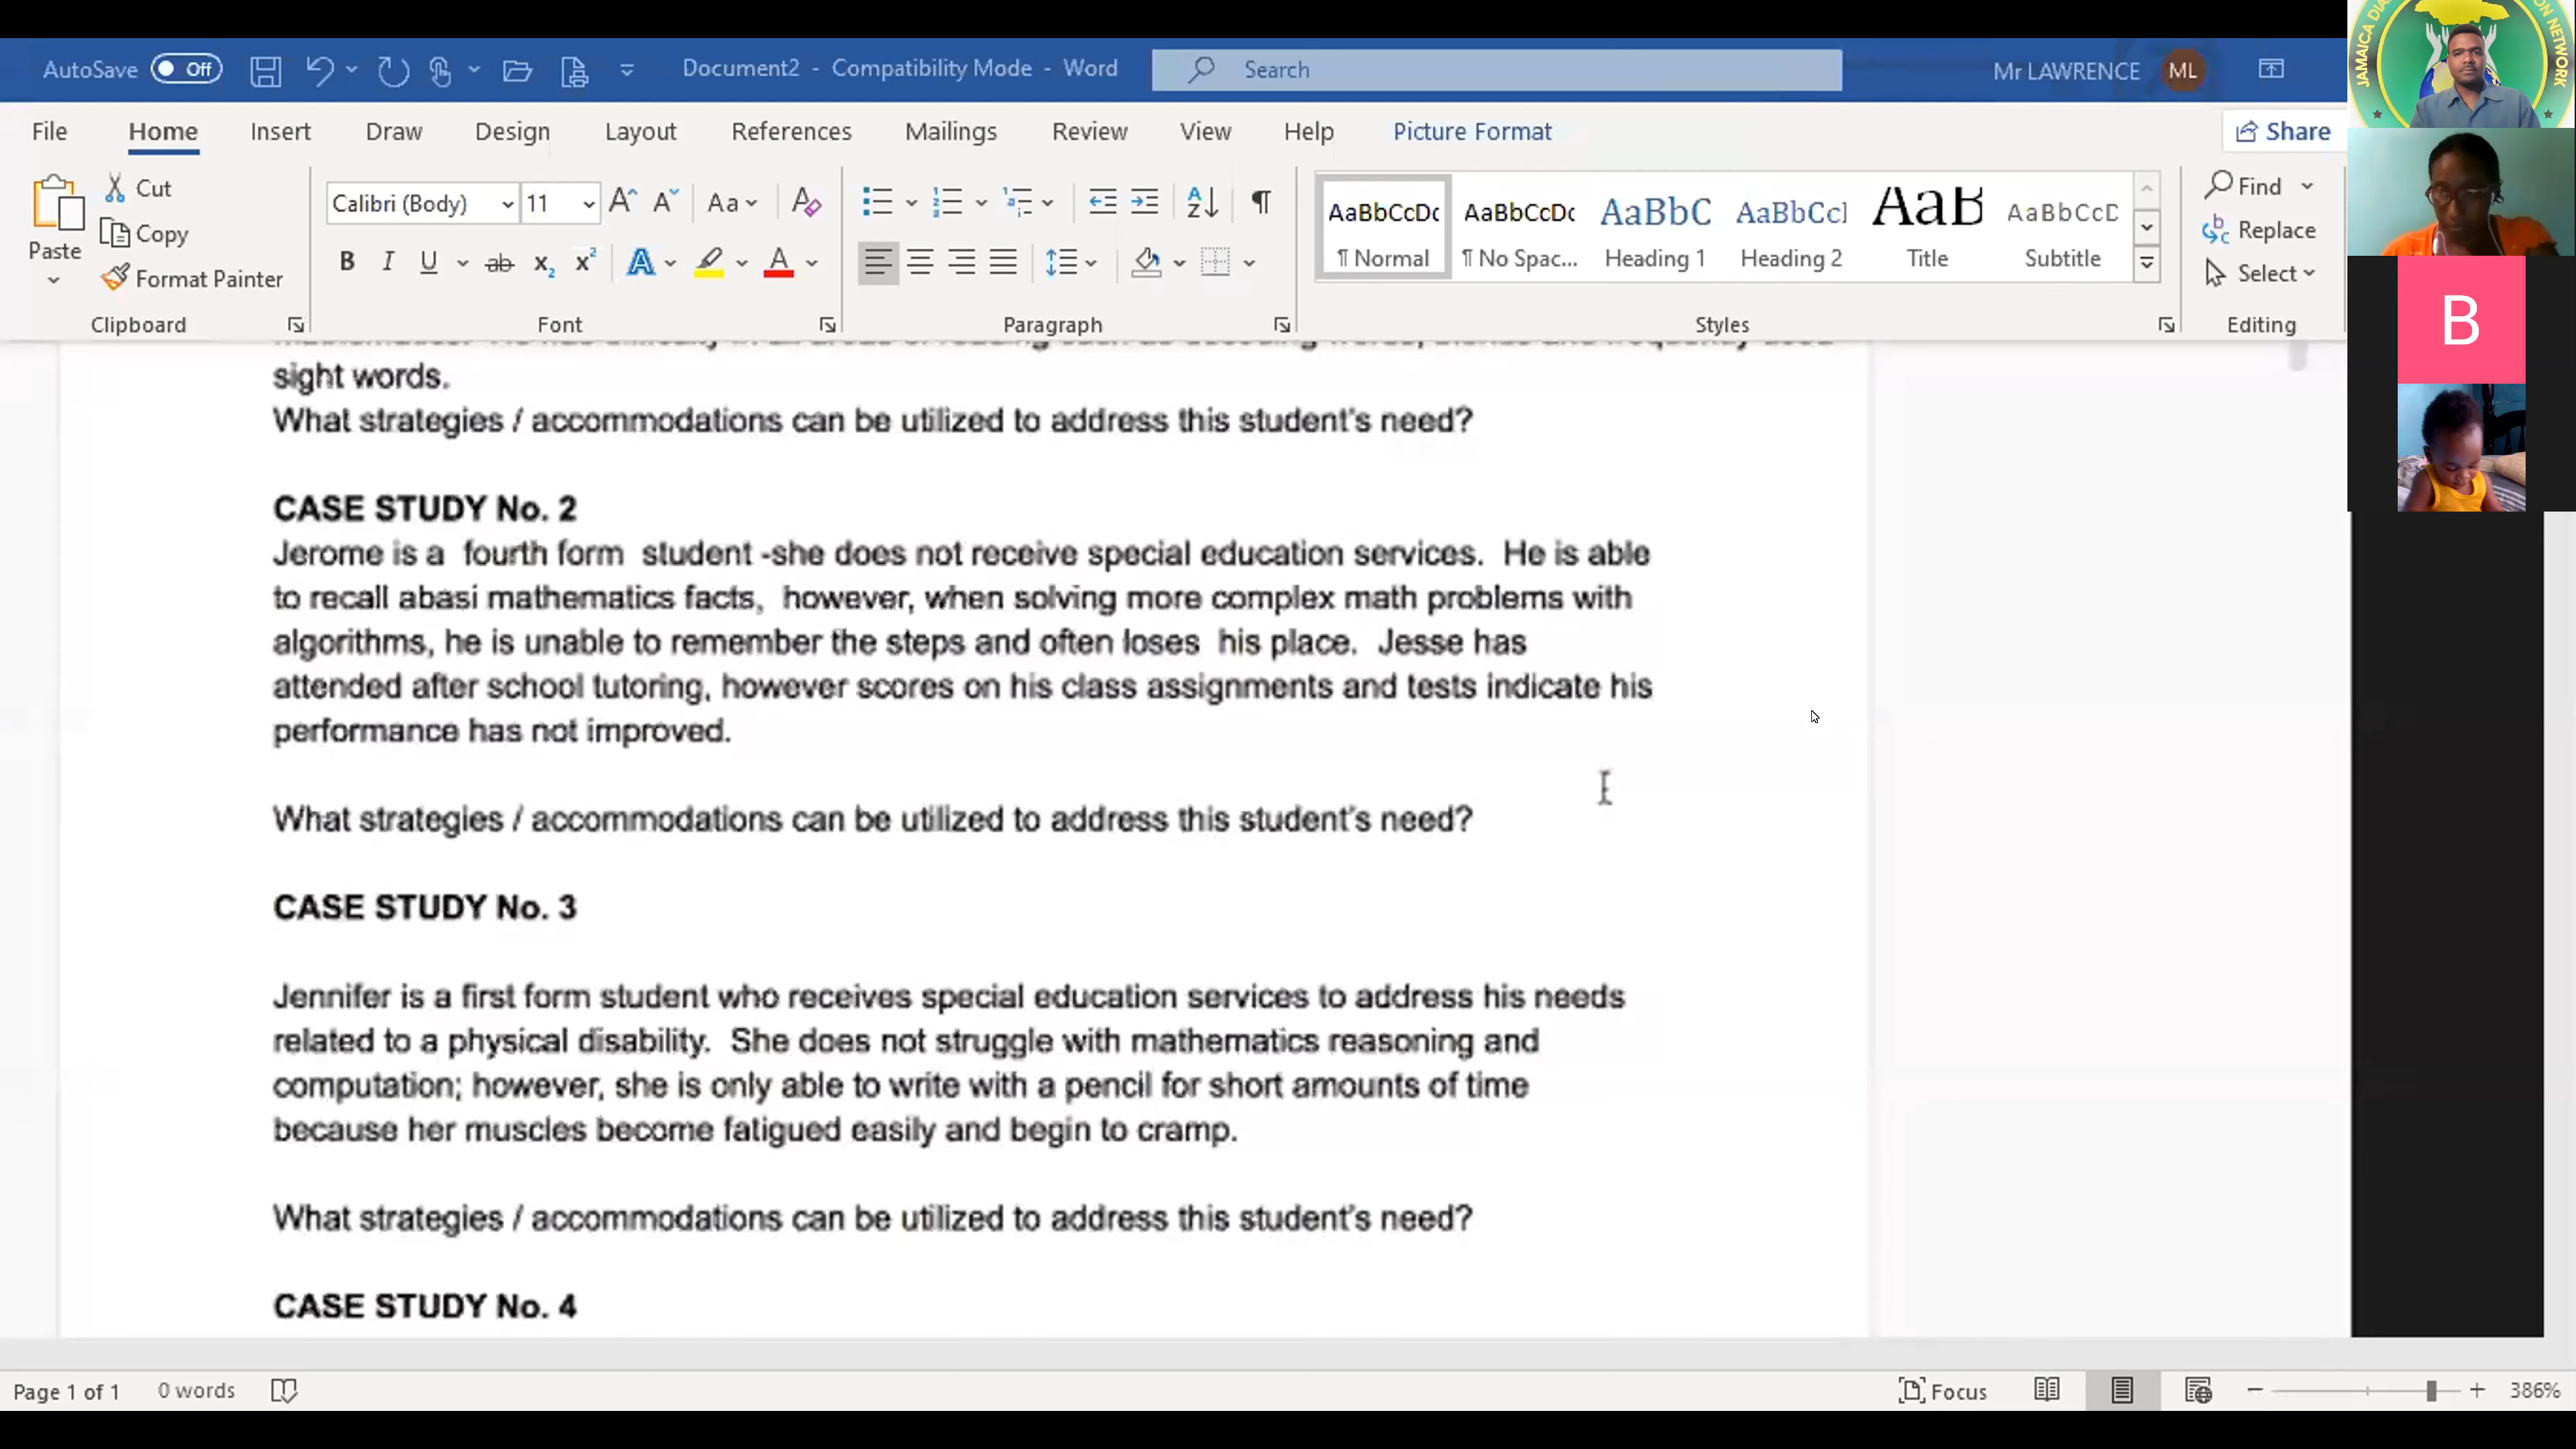 AutoSave Off Document2 - Compatibility Mode - Word Search Mr LAWRENCE ML
JAMAICA DIAS ON NETWORK
File Home Insert Draw Design Layout References Mailings Review View Help Picture Format Share
Paste
Cut
Copy
Format Painter
Clipboard
Calibri (Body) 11
Font
Paragraph
AaBbCcDc AaBbCcDc AaBbC AaBbCcl AaB AaBbCcD
¶ Normal ¶ No Spac... Heading 1 Heading 2 Title Subtitle
Styles
Find
Replace
Select
Editing
B
sight words.
What strategies / accommodations can be utilized to address this student's need?
CASE STUDY No. 2
Jerome is a fourth form student -she does not receive special education services. He is able
to recall abasi mathematics facts, however, when solving more complex math problems with
algorithms, he is unable to remember the steps and often loses his place. Jesse has
attended after school tutoring, however scores on his class assignments and tests indicate his
performance has not improved.
What strategies / accommodations can be utilized to address this student's need?
CASE STUDY No. 3
Jennifer is a first form student who receives special education services to address his needs
related to a physical disability. She does not struggle with mathematics reasoning and
computation; however, she is only able to write with a pencil for short amounts of time
because her muscles become fatigued easily and begin to cramp.
What strategies / accommodations can be utilized to address this student's need?
CASE STUDY No. 4
Page 1 of 1 0 words Focus 386%